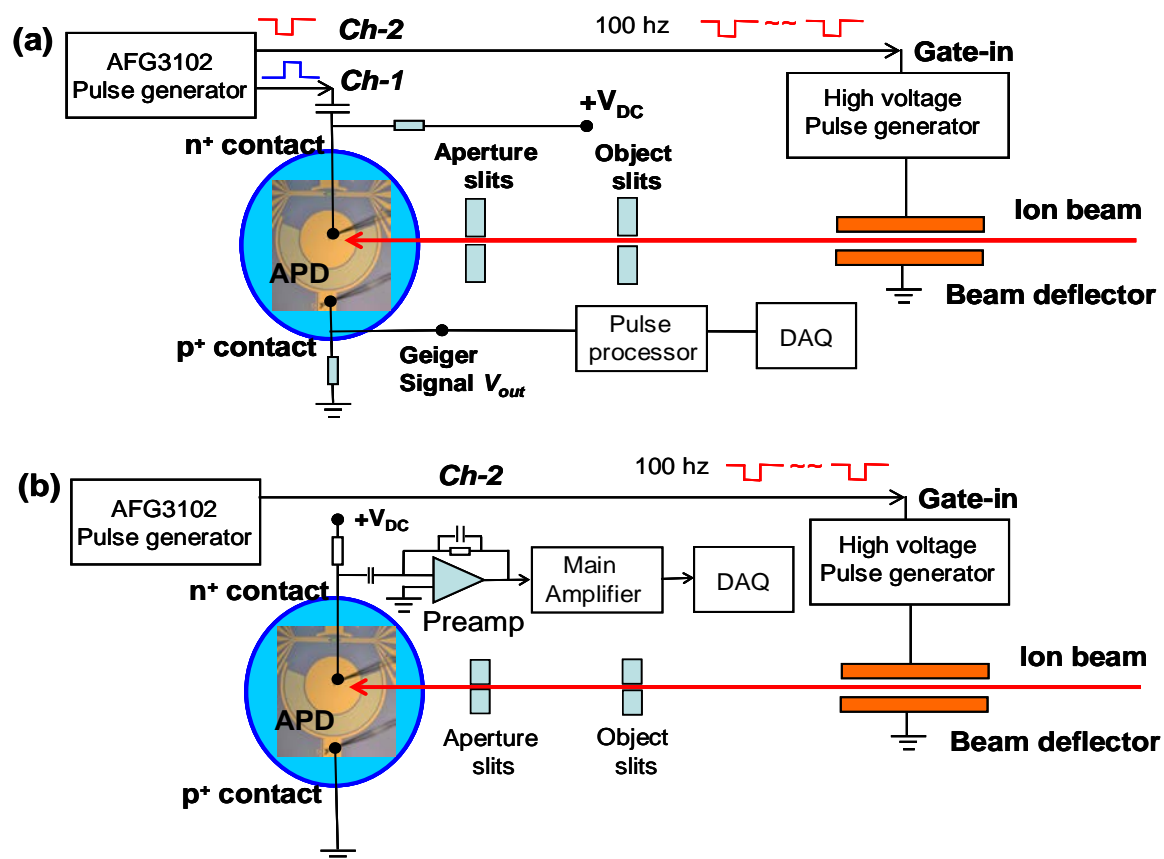 (a)
Ch-2
100 hz
~~
Gate-in
AFG3102
Pulse generator
Ch-1
High voltage
Pulse generator
+VDC
n+ contact
Aperture
slits
Object
slits
Ion beam
APD
Beam deflector
p+ contact
Geiger
Signal Vout
Pulse
processor
DAQ
(b)
Ch-2
100 hz
~~
Gate-in
AFG3102
Pulse generator
+VDC
High voltage
Pulse generator
n+ contact
Main
Amplifier
DAQ
Preamp
Ion beam
APD
Aperture
slits
Object
slits
Beam deflector
p+ contact